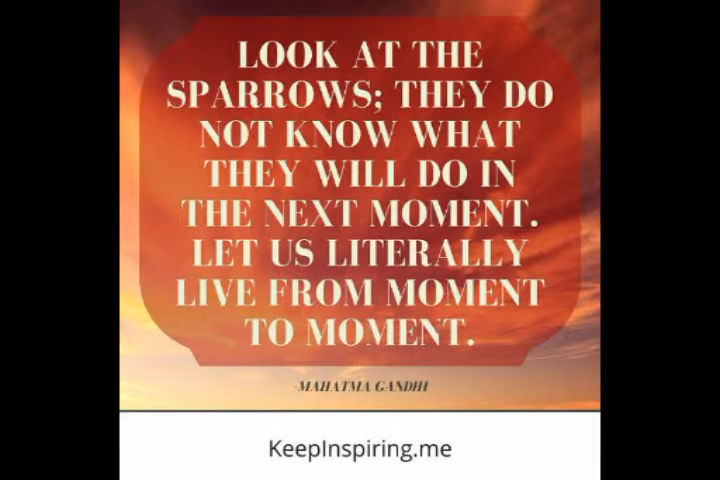 LOOK AT THE
SPARROWS; THEY DO
NOT KNOW WHAT
THEY WILL DO IN
THE NEXT MOMENT.
LET US LITERALLY
LIVE FROM MOMENT
TO MOMENT.
-MAHATMA GANDHI
KeepInspiring.me